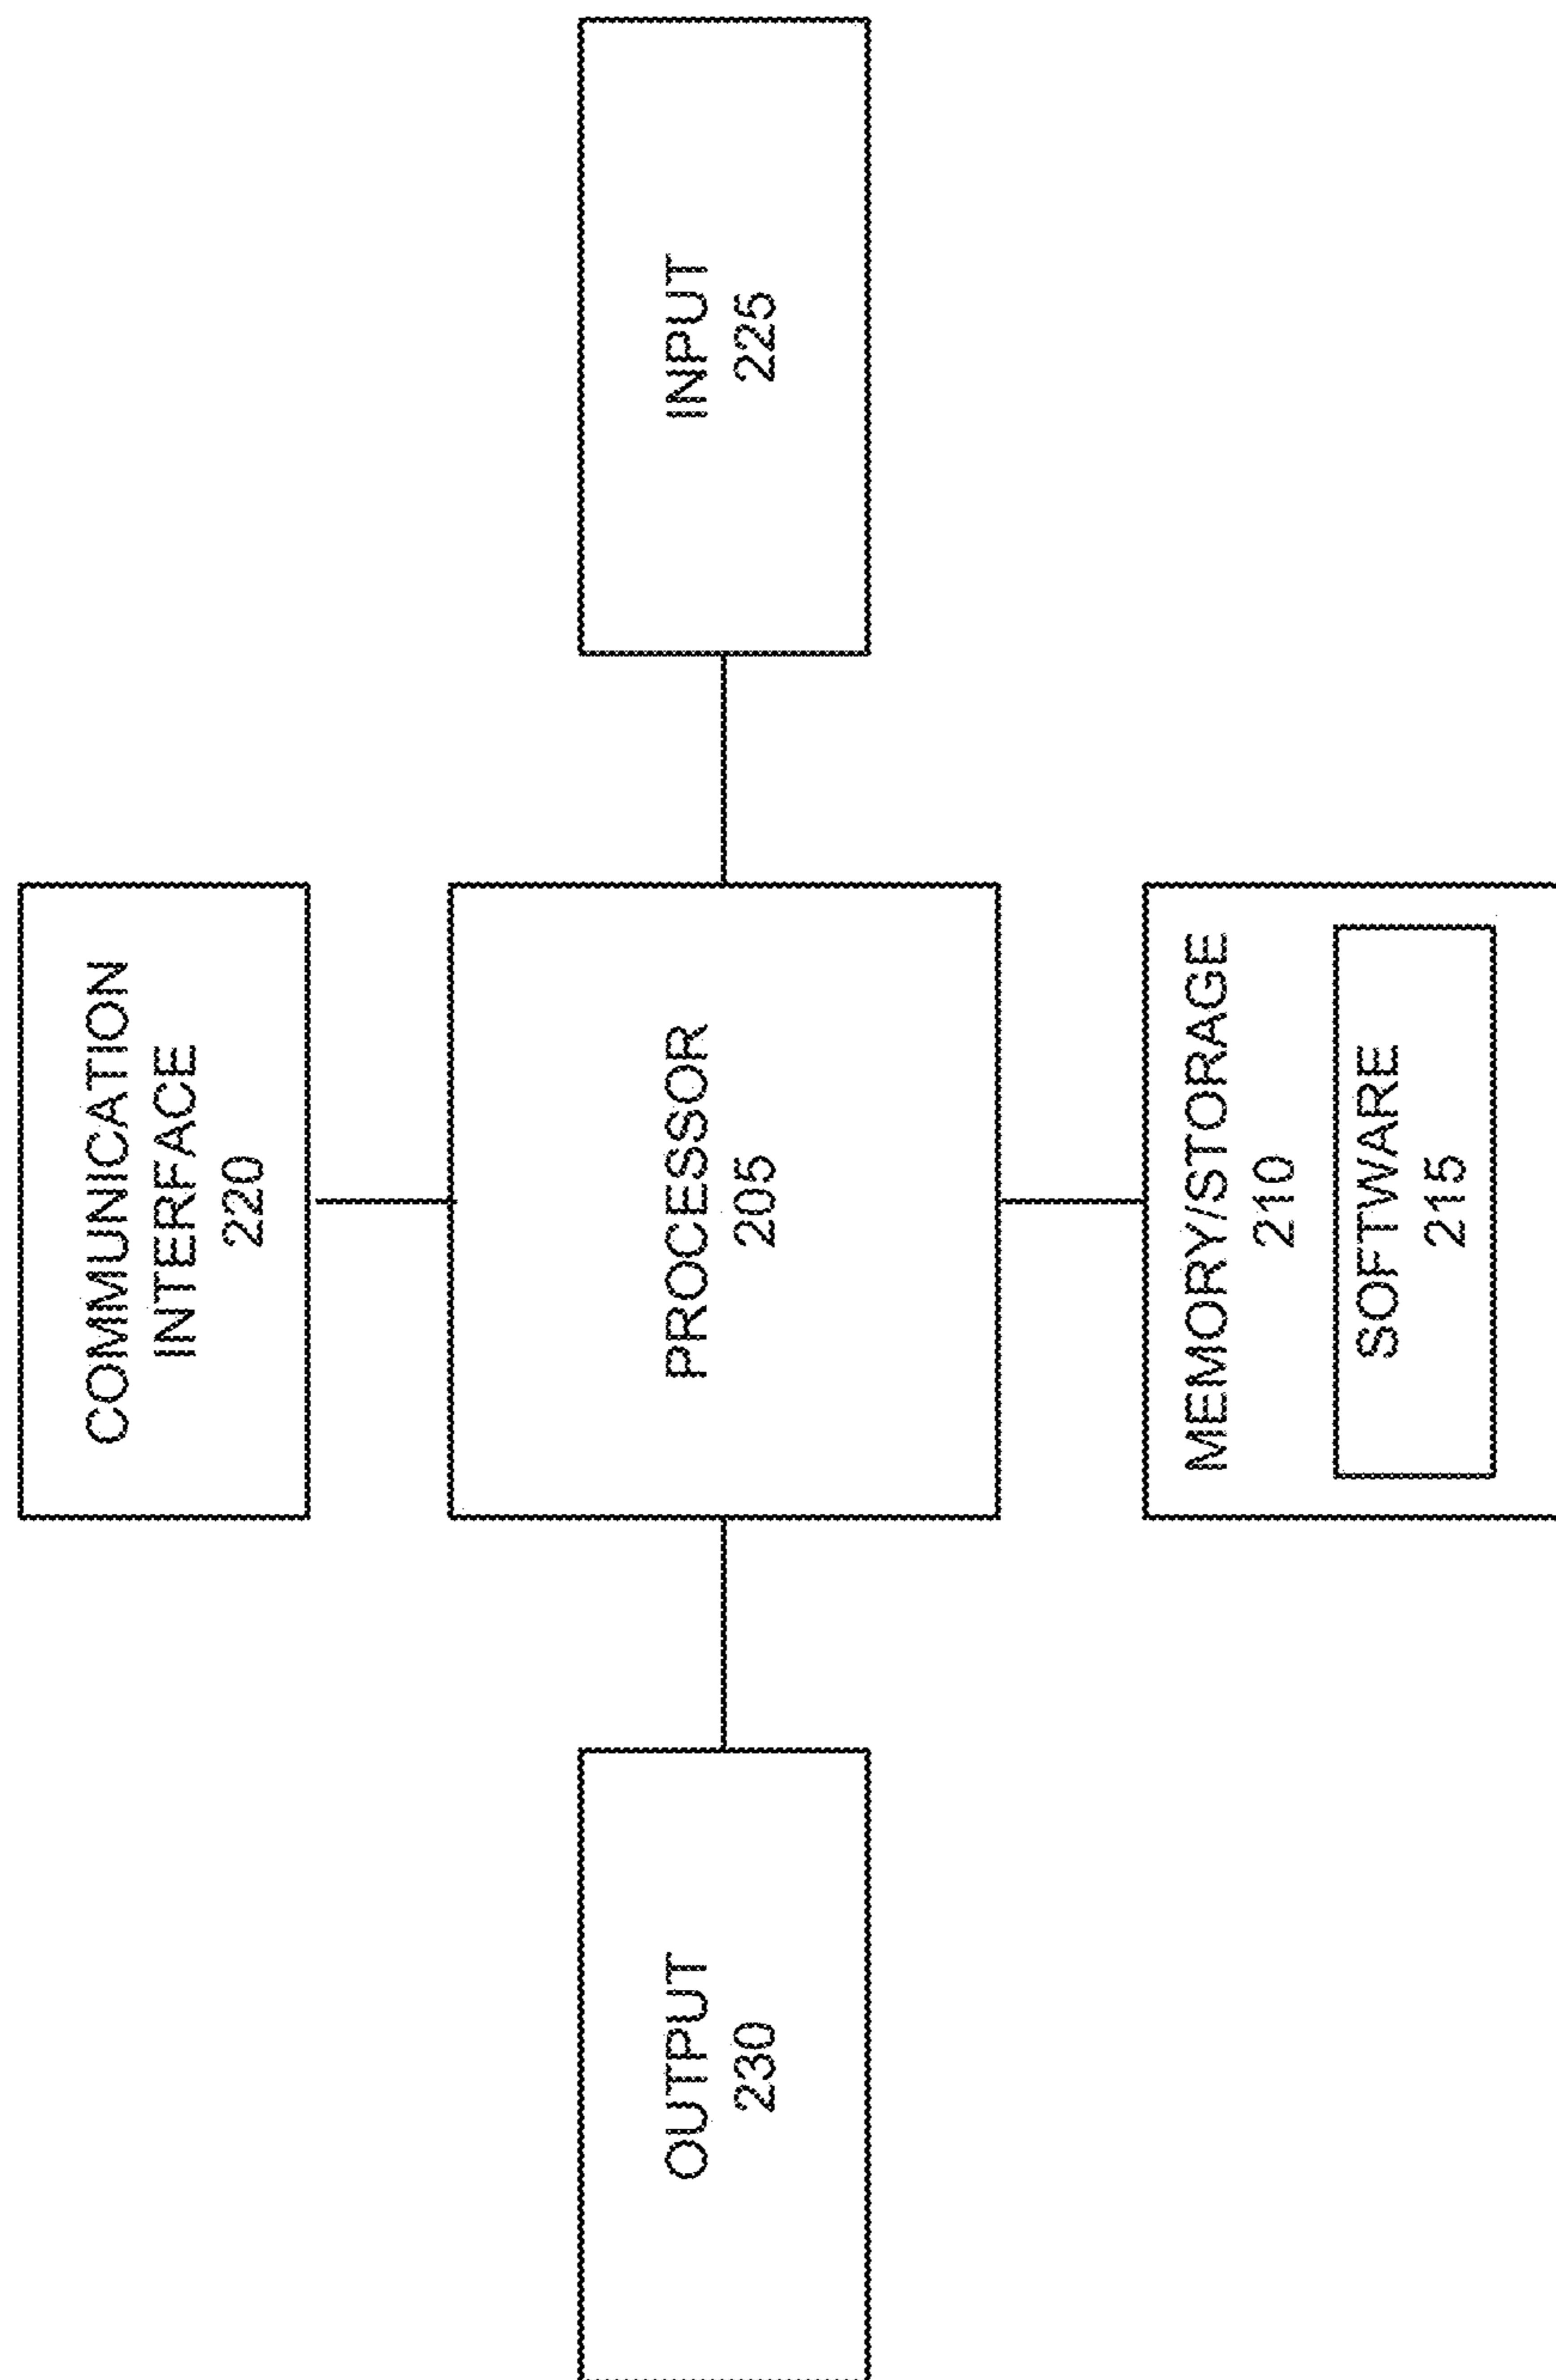 COMMUNICATION
INTERFACE
220
OUTPUT
230
PROCESSOR
205
INPUT
225
MEMORY/STORAGE
210
SOFTWARE
215